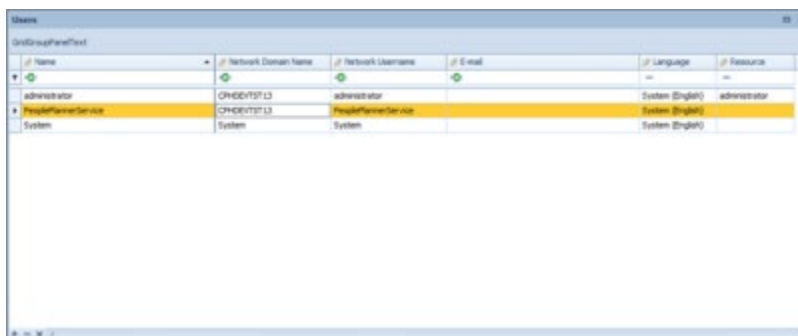 Users
GridGroupPanelText
Name Network Domain Name Network Username E-mail Language Resource
administrator CPHDEVTST13 administrator System (English) administrator
PeoplePlannerService CPHDEVTST13 PeoplePlannerService System (English)
System System System System (English)